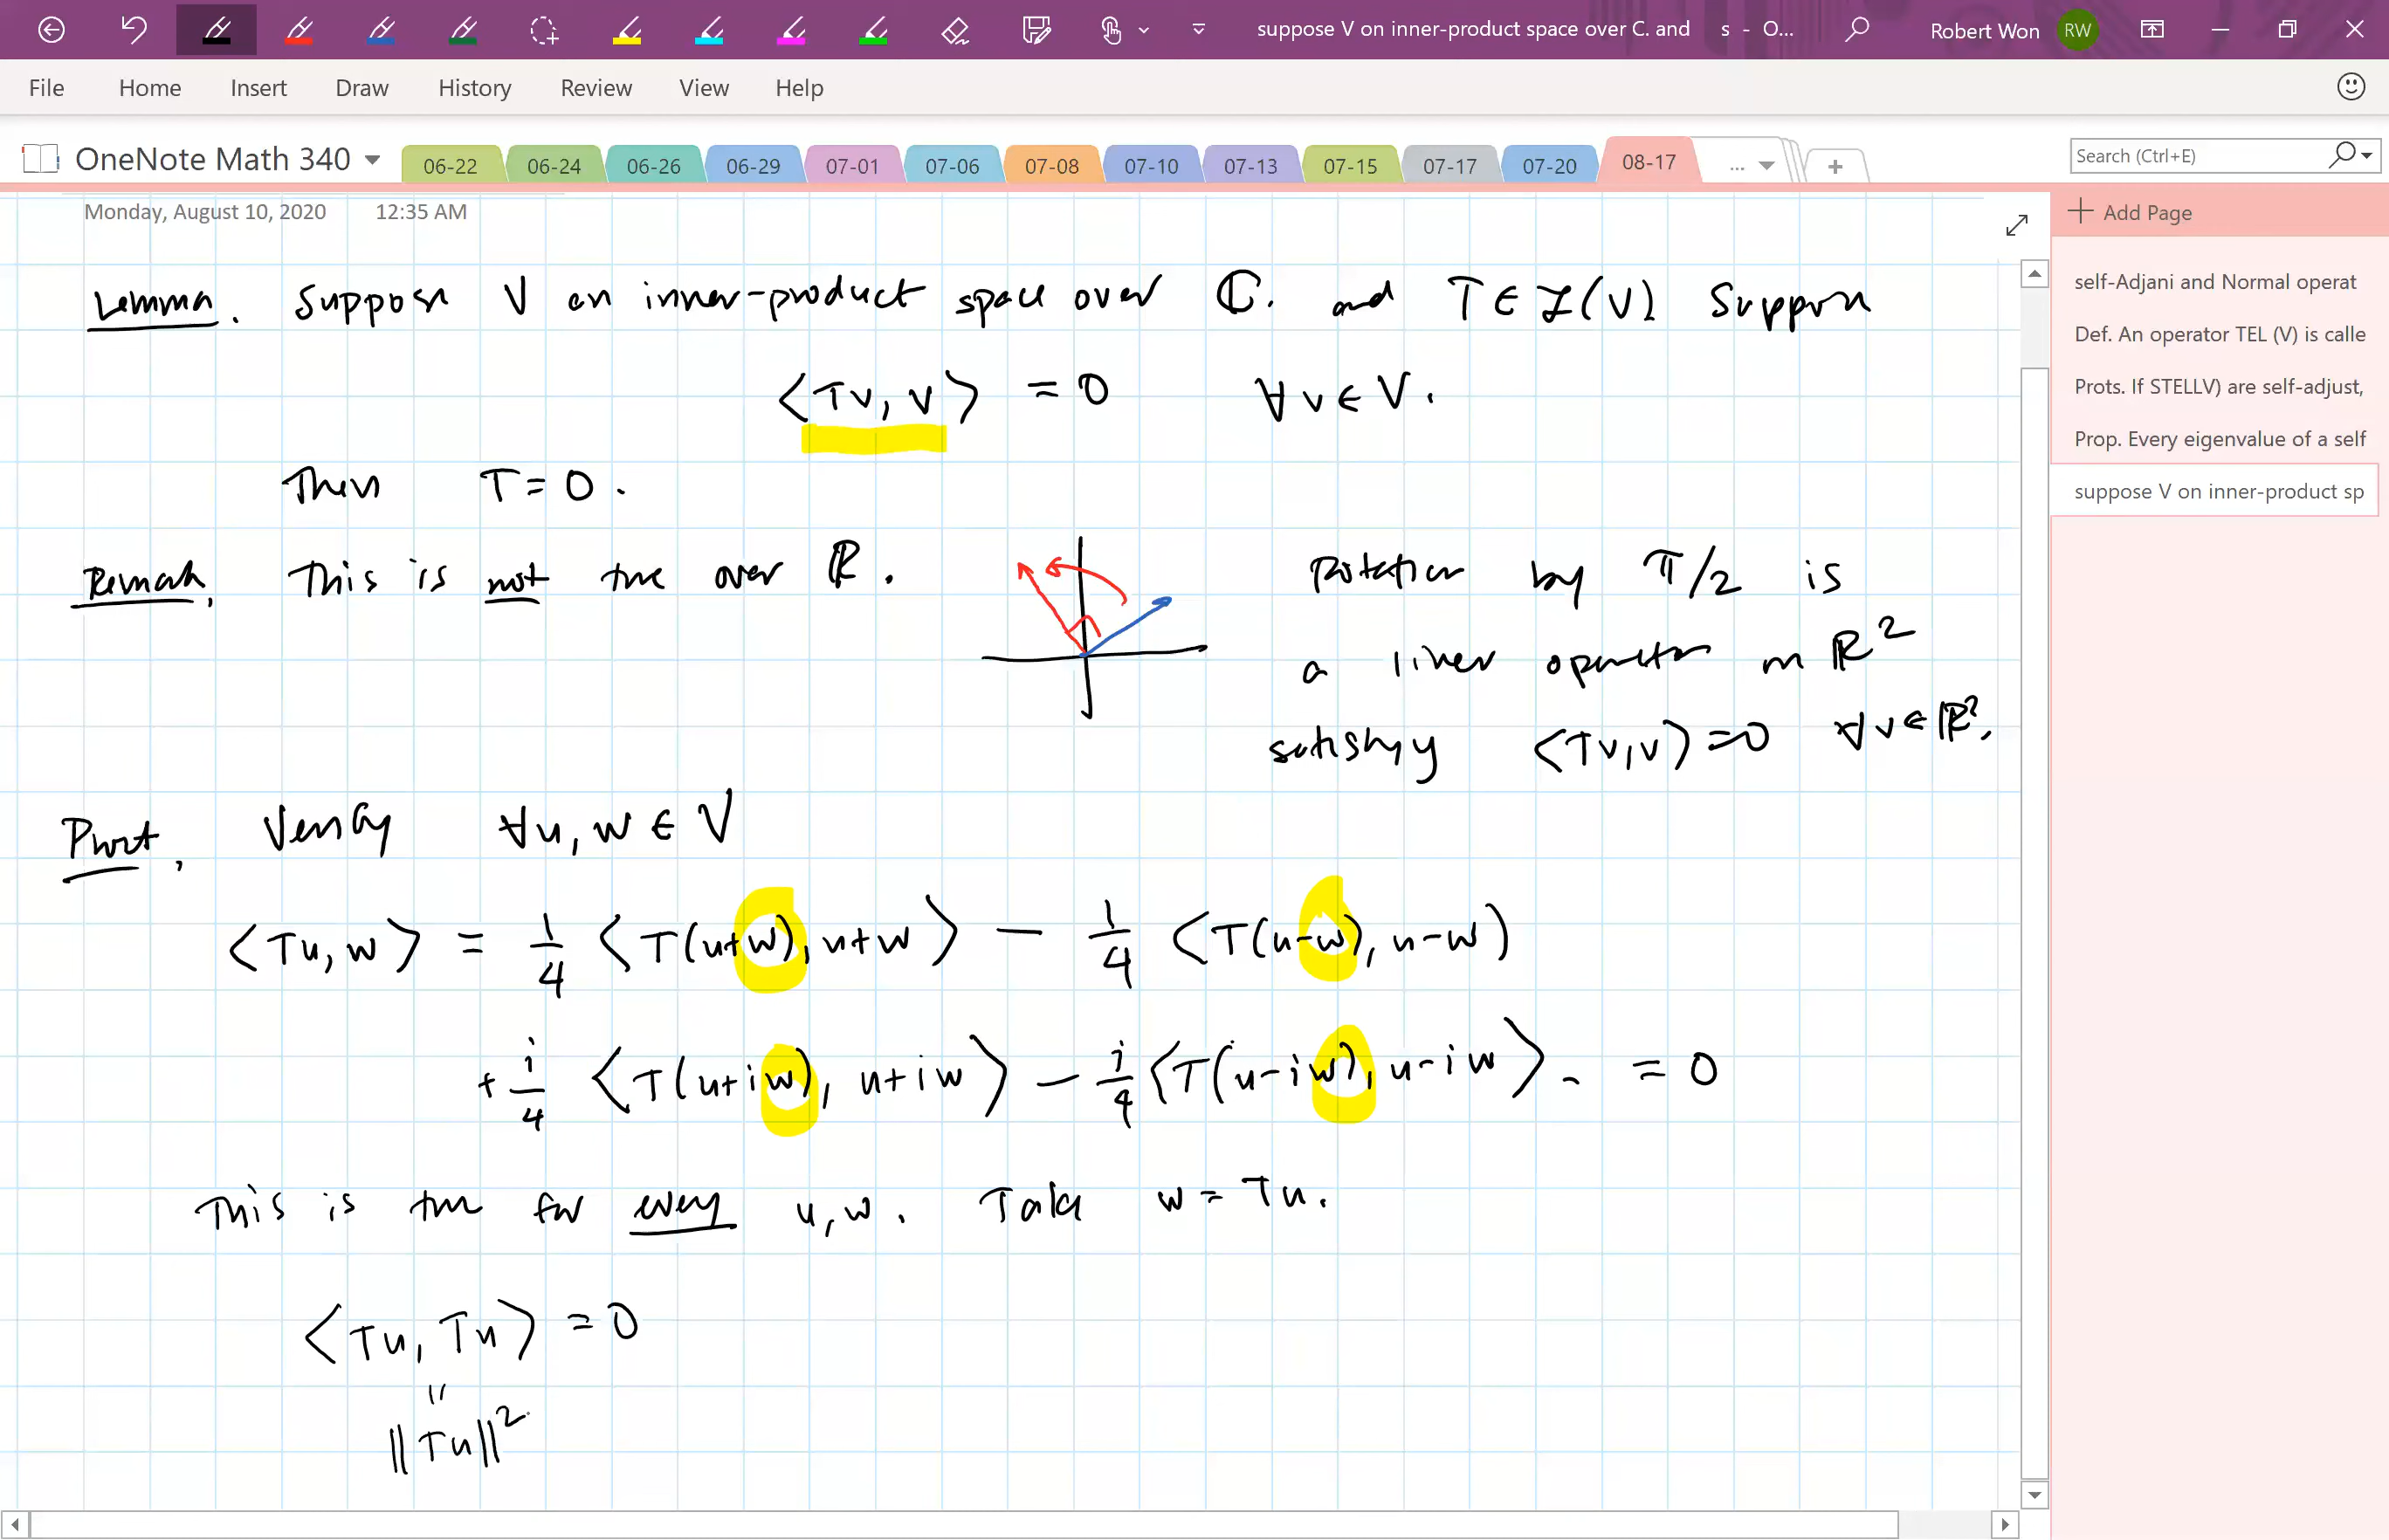 suppose V on inner-product space over C. and s - O...
Robert Won RW
File Home Insert Draw History Review View Help
OneNote Math 340
06-22 06-24 06-26 06-29 07-01 07-06 07-08 07-10 07-13 07-15 07-17 07-20 08-17 ... +
Search (Ctrl+E)
Monday, August 10, 2020 12:35 AM
Add Page
self-Adjani and Normal operat
Def. An operator TEL (V) is calle
Prots. If STELLV) are self-adjust,
Prop. Every eigenvalue of a self
suppose V on inner-product sp
Lemma. Suppose V an inner-product space over ℂ. and T ∈ ℒ(V) Suppose
⟨Tv, v⟩ = 0 ∀ v ∈ V.
Then T = 0.
Remark. This is not true over ℝ.
Rotation by π/2 is
a linear operator on ℝ²
satisfy ⟨Tv, v⟩ = 0 ∀ v ∈ ℝ².
Proof. Verify ∀ u, w ∈ V
⟨Tu, w⟩ = 1/4 ⟨T(u+w), u+w⟩ − 1/4 ⟨T(u−w), u−w⟩
+ i/4 ⟨T(u+iw), u+iw⟩ − i/4 ⟨T(u−iw), u−iw⟩. = 0
This is true for every u, w. Take w = Tu.
⟨Tu, Tu⟩ = 0
॥
||Tu||²